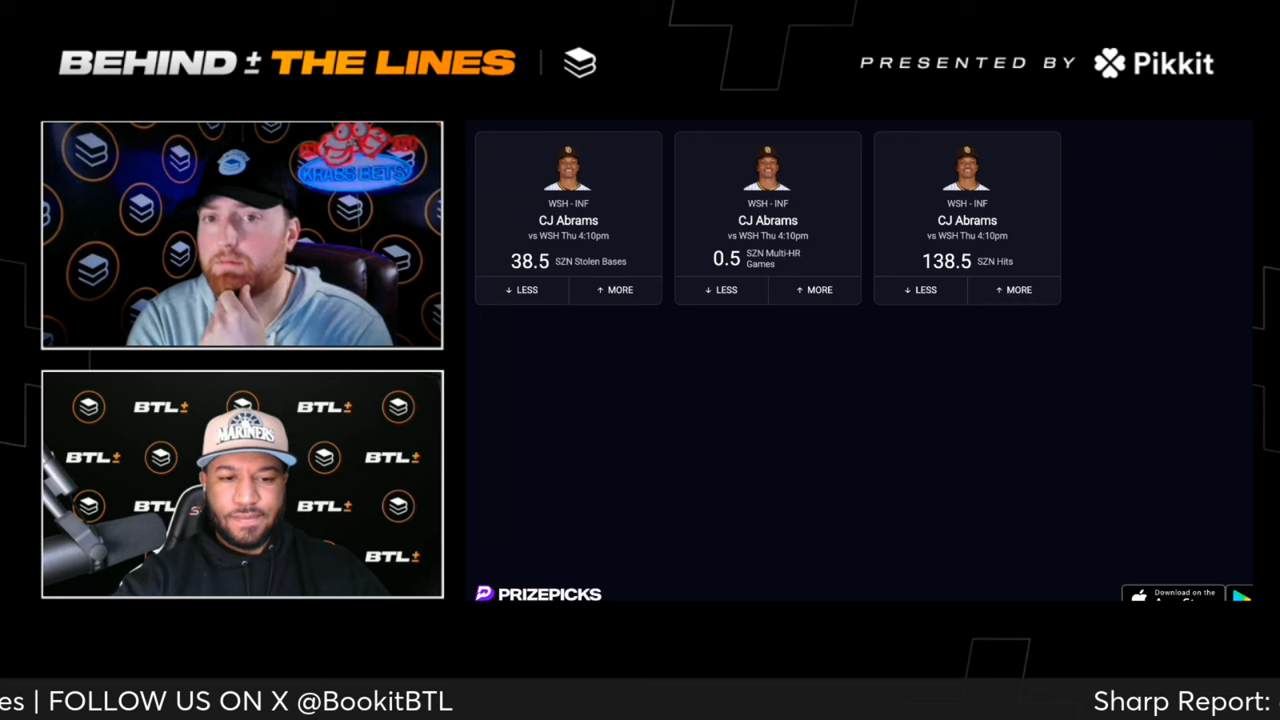 BEHIND ± THE LINES
PRESENTED BY Pikkit
KRABS BETS
WSH - INF
CJ Abrams
vs WSH Thu 4:10pm
38.5 SZN Stolen Bases
↓ LESS
↑ MORE
WSH - INF
CJ Abrams
vs WSH Thu 4:10pm
0.5 SZN Multi-HR
Games
↓ LESS
↑ MORE
WSH - INF
CJ Abrams
vs WSH Thu 4:10pm
138.5 SZN Hits
↓ LESS
↑ MORE
BTL± BTL±
MARINERS
BTL± BTL±
BTL BTL±
BTL±
PRIZEPICKS
Download on the
es | FOLLOW US ON X @BookitBTL
Sharp Report: